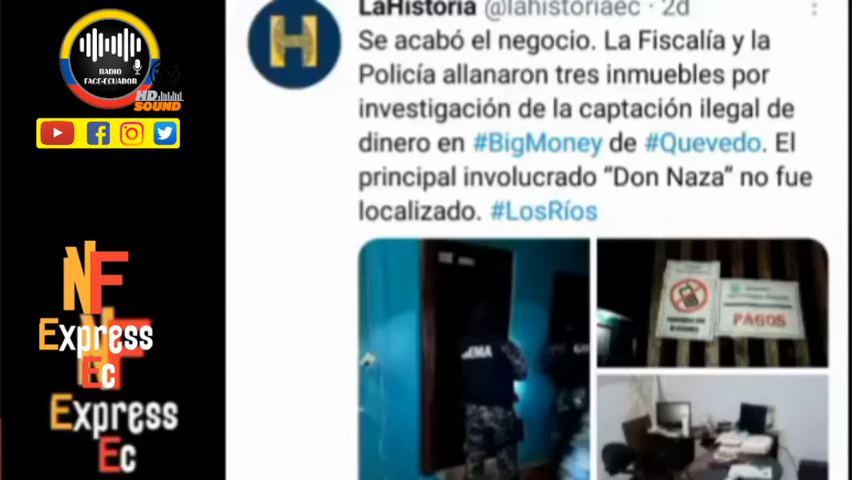 RADIO
FACE-ECUADOR
HD
SOUND
NF
Express
Ec
Express
Ec
LaHistoria @lahistoriaec · 2d
Se acabó el negocio. La Fiscalía y la
Policía allanaron tres inmuebles por
investigación de la captación ilegal de
dinero en #BigMoney de #Quevedo. El
principal involucrado “Don Naza” no fue
localizado. #LosRíos
PAGOS